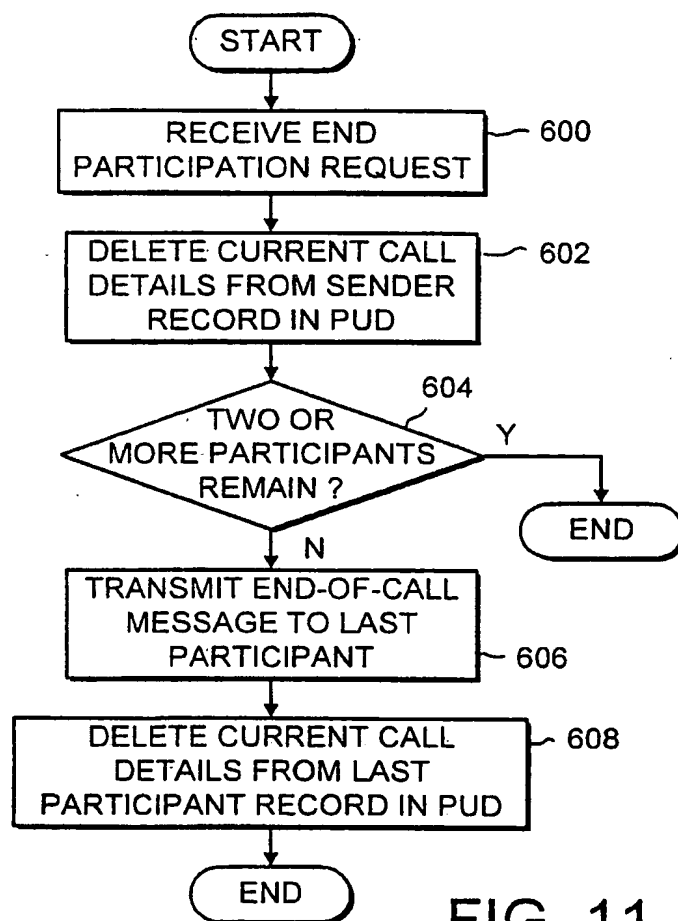 START
RECEIVE END
PARTICIPATION REQUEST
600
DELETE CURRENT CALL
DETAILS FROM SENDER
RECORD IN PUD
602
TWO OR
MORE PARTICIPANTS
REMAIN ?
604
Y
END
N
TRANSMIT END-OF-CALL
MESSAGE TO LAST
PARTICIPANT
606
DELETE CURRENT CALL
DETAILS FROM LAST
PARTICIPANT RECORD IN PUD
608
END
FIG. 11